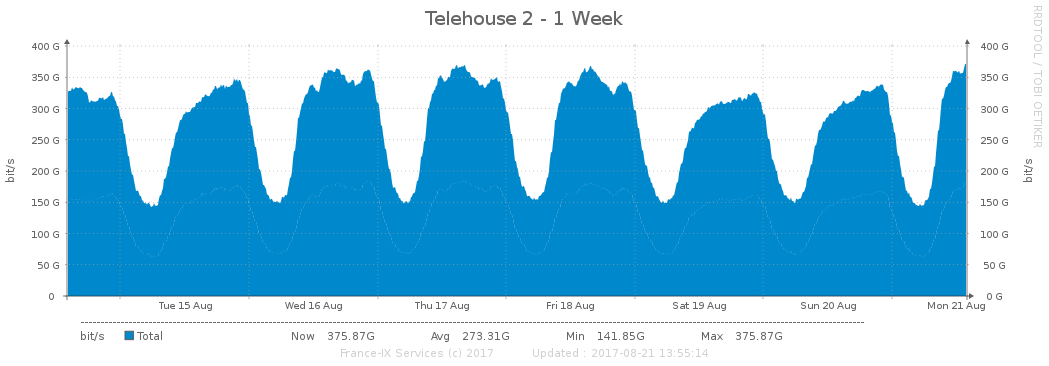 Telehouse 2 - 1 Week
RRDTOOL / TOBI OETIKER
400 G 400 G
350 G 350 G
300 G 300 G
250 G 250 G
200 G 200 G
150 G 150 G
100 G 100 G
50 G 50 G
0 0 G
bit/s bit/s
Tue 15 Aug Wed 16 Aug Thu 17 Aug Fri 18 Aug Sat 19 Aug Sun 20 Aug Mon 21 Aug
bit/s Total Now 375.87G Avg 273.31G Min 141.85G Max 375.87G
France-IX Services (c) 2017 Updated : 2017-08-21 13:55:14